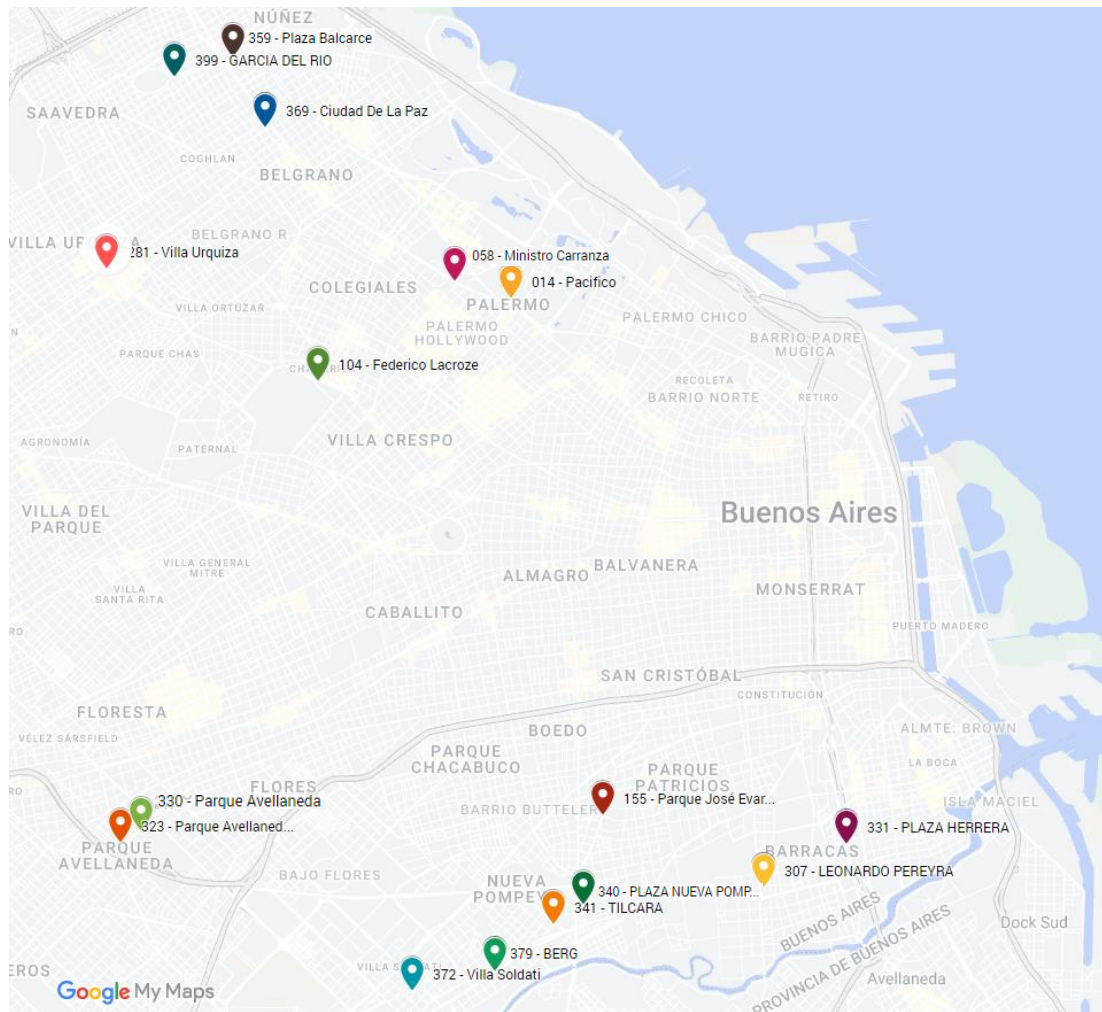 NÚÑEZ
359 - Plaza Balcarce
399 - GARCIA DEL RIO
SAAVEDRA
369 - Ciudad De La Paz
COGHLAN
BELGRANO
BELGRANO R
VILLA
281 - Villa Urquiza
058 - Ministro Carranza
014 - Pacifico
COLEGIALES
PALERMO
VILLA ORTÚZAR
PALERMO
HOLLYWOOD
PALERMO CHICO
BARRIO PADRE
MUGICA
PARQUE CHAS
104 - Federico Lacroze
RECOLETA
BARRIO NORTE
RETIRO
AGRONOMÍA
PATERNAL
VILLA CRESPO
VILLA DEL
PARQUE
Buenos Aires
VILLA GENERAL
MITRE
ALMAGRO
BALVANERA
VILLA
SANTA RITA
MONSERRAT
CABALLITO
PUERTO MADERO
SAN CRISTÓBAL
CONSTITUCIÓN
FLORESTA
VÉLEZ SÁRSFIELD
BOEDO
ALMTE. BROWN
PARQUE
CHACABUCO
PARQUE
PATRICIOS
LA BOCA
FLORES
330 - Parque Avellaneda
323 - Parque Avellaned...
PARQUE
AVELLANEDA
BARRIO BUTTELER
155 - Parque José Evar...
ISLA MACIEL
331 - PLAZA HERRERA
BARRACAS
307 - LEONARDO PEREYRA
BAJO FLORES
NUEVA
POMPEY
340 - PLAZA NUEVA POMP...
341 - TILCARA
BUENOS AIRES
PROVINCIA DE BUENOS AIRES
Dock Sud
379 - BERG
372 - Villa Soldati
Avellaneda
EROS
Google My Maps